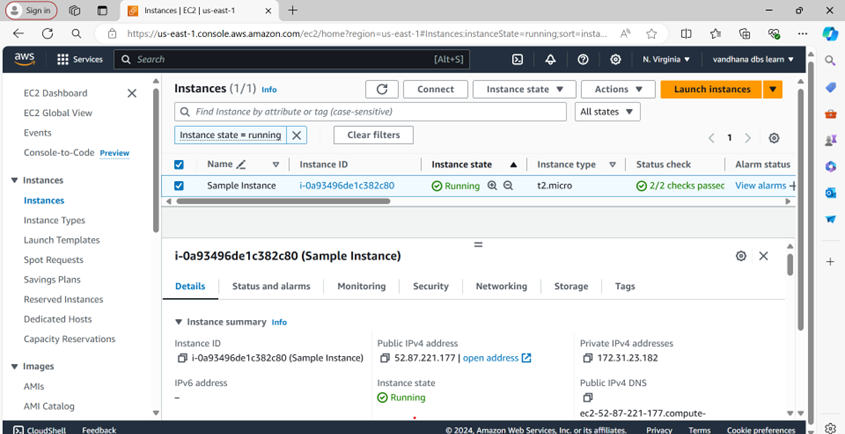 Sign in
Instances | EC2 | us-east-1
https://us-east-1.console.aws.amazon.com/ec2/home?region=us-east-1#Instances:instanceState=running;sort=insta...
aws
Services
Search
[Alt+S]
N. Virginia
vandhana dbs learn
EC2 Dashboard
EC2 Global View
Events
Console-to-Code Preview
Instances
Instances
Instance Types
Launch Templates
Spot Requests
Savings Plans
Reserved Instances
Dedicated Hosts
Capacity Reservations
Images
AMIs
AMI Catalog
Instances (1/1) Info
Connect
Instance state
Actions
Launch instances
Find Instance by attribute or tag (case-sensitive)
All states
Instance state = running
Clear filters
1
Name Instance ID Instance state Instance type Status check Alarm status
Sample Instance i-0a93496de1c382c80 Running t2.micro 2/2 checks passec View alarms
i-0a93496de1c382c80 (Sample Instance)
Details Status and alarms Monitoring Security Networking Storage Tags
Instance summary Info
Instance ID
i-0a93496de1c382c80 (Sample Instance)
IPv6 address
–
Public IPv4 address
52.87.221.177 | open address
Instance state
Running
Private IPv4 addresses
172.31.23.182
Public IPv4 DNS
ec2-52-87-221-177.compute-
CloudShell Feedback
© 2024, Amazon Web Services, Inc. or its affiliates. Privacy Terms Cookie preferences